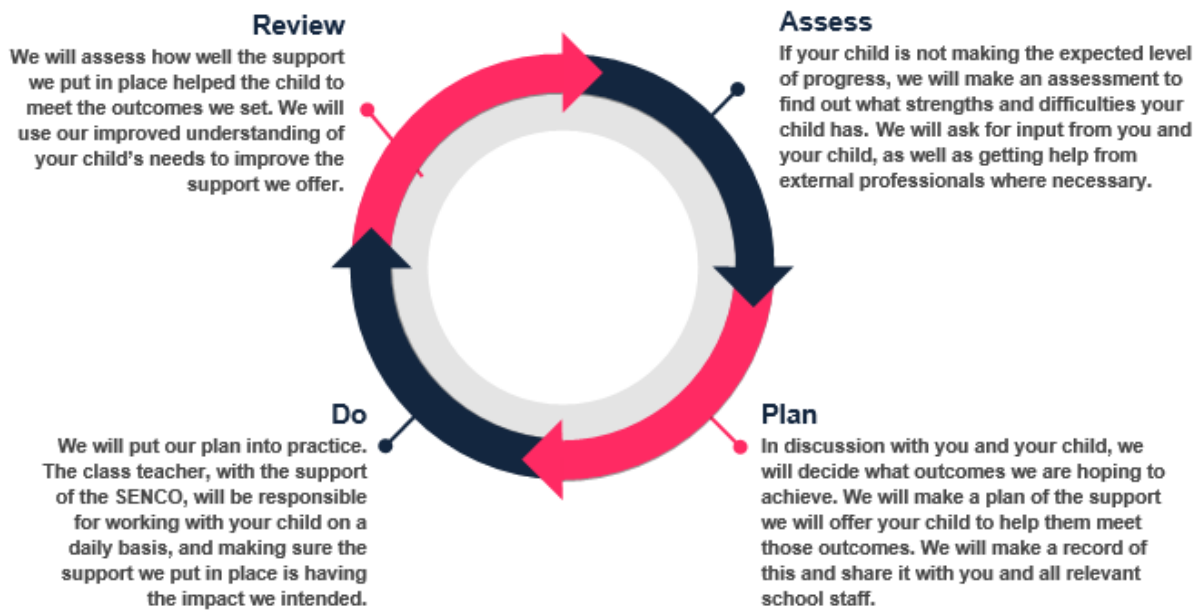 Review
We will assess how well the support
we put in place helped the child to
meet the outcomes we set. We will
use our improved understanding of
your child's needs to improve the
support we offer.
Assess
If your child is not making the expected level
of progress, we will make an assessment to
find out what strengths and difficulties your
child has. We will ask for input from you and
your child, as well as getting help from
external professionals where necessary.
Do
We will put our plan into practice.
The class teacher, with the support
of the SENCO, will be responsible
for working with your child on a
daily basis, and making sure the
support we put in place is having
the impact we intended.
Plan
In discussion with you and your child, we
will decide what outcomes we are hoping to
achieve. We will make a plan of the support
we will offer your child to help them meet
those outcomes. We will make a record of
this and share it with you and all relevant
school staff.